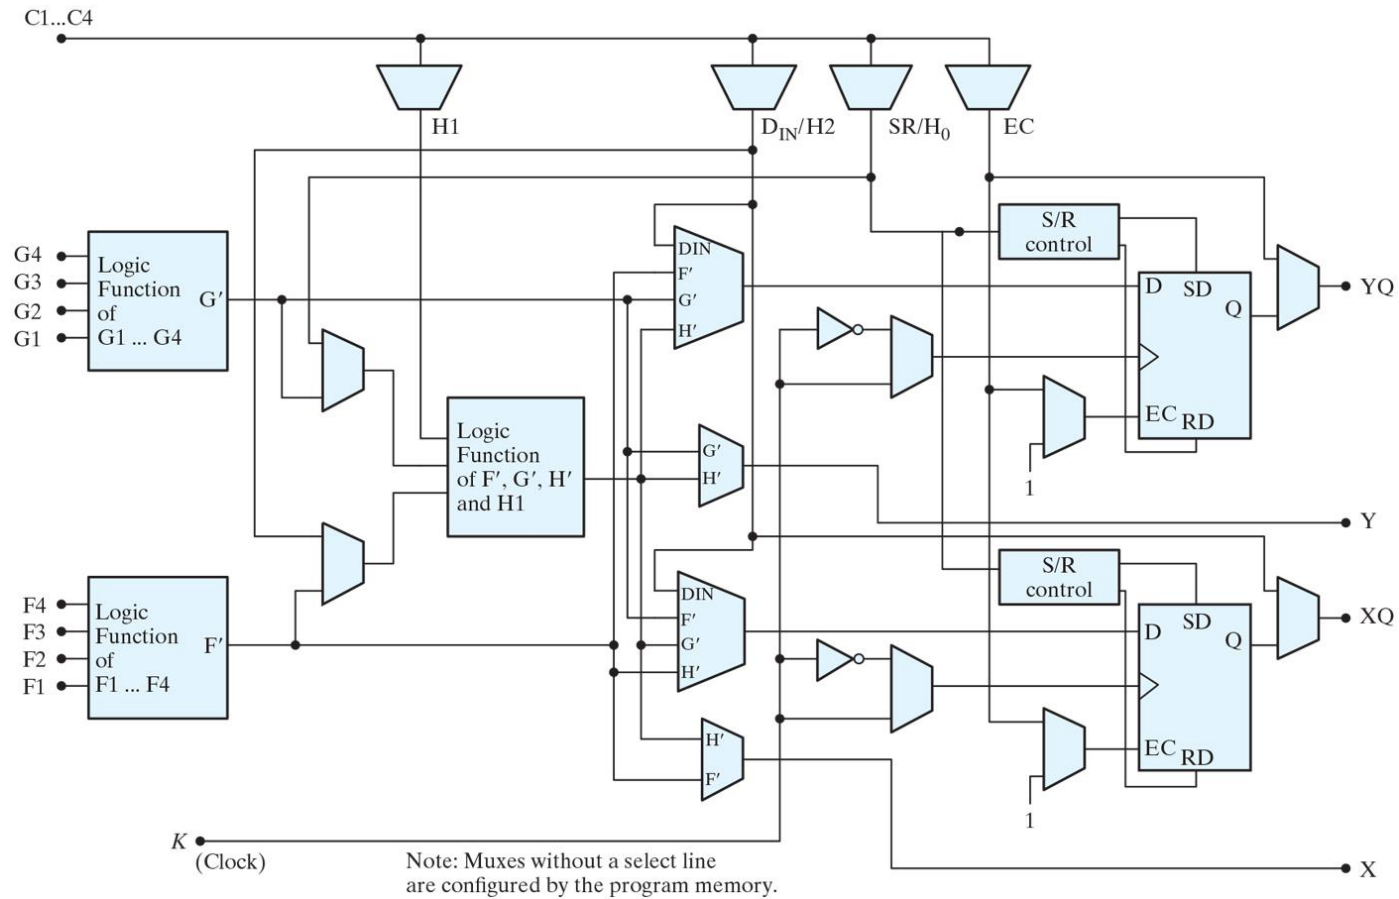 C1...C4
H1
D_IN/H2
SR/H_0
EC
G4
G3
G2
G1
Logic
Function
of
G1 ... G4
G′
DIN
F′
G′
H′
S/R
control
D
SD
Q
EC
RD
1
YQ
Logic
Function
of F′, G′, H′
and H1
G′
H′
Y
F4
F3
F2
F1
Logic
Function
of
F1 ... F4
F′
DIN
F′
G′
H′
S/R
control
D
SD
Q
EC
RD
1
XQ
H′
F′
K
(Clock)
Note: Muxes without a select line
are configured by the program memory.
X